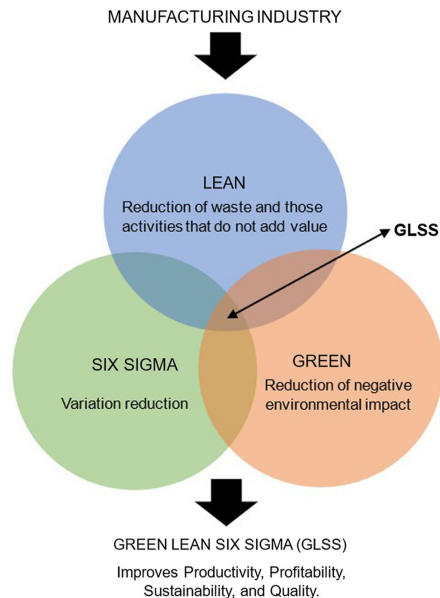 MANUFACTURING INDUSTRY
LEAN
Reduction of waste and those
activities that do not add value
GLSS
SIX SIGMA
Variation reduction
GREEN
Reduction of negative
environmental impact
GREEN LEAN SIX SIGMA (GLSS)
Improves Productivity, Profitability,
Sustainability, and Quality.